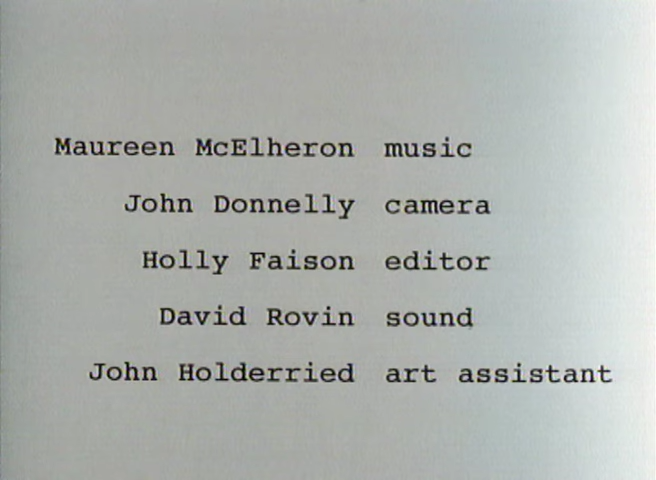 Maureen McElheron music
John Donnelly camera
Holly Faison editor
David Rovin sound
John Holderried art assistant